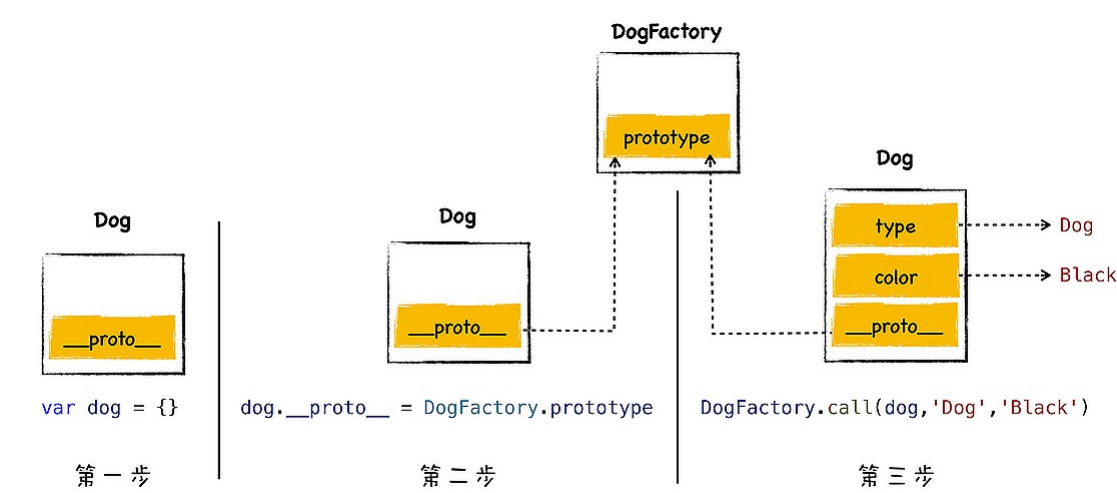 DogFactory
prototype
Dog
__proto__
var dog = {}
第一步
Dog
__proto__
dog.__proto__ = DogFactory.prototype
第二步
Dog
type
Dog
color
Black
__proto__
DogFactory.call(dog,'Dog','Black')
第三步